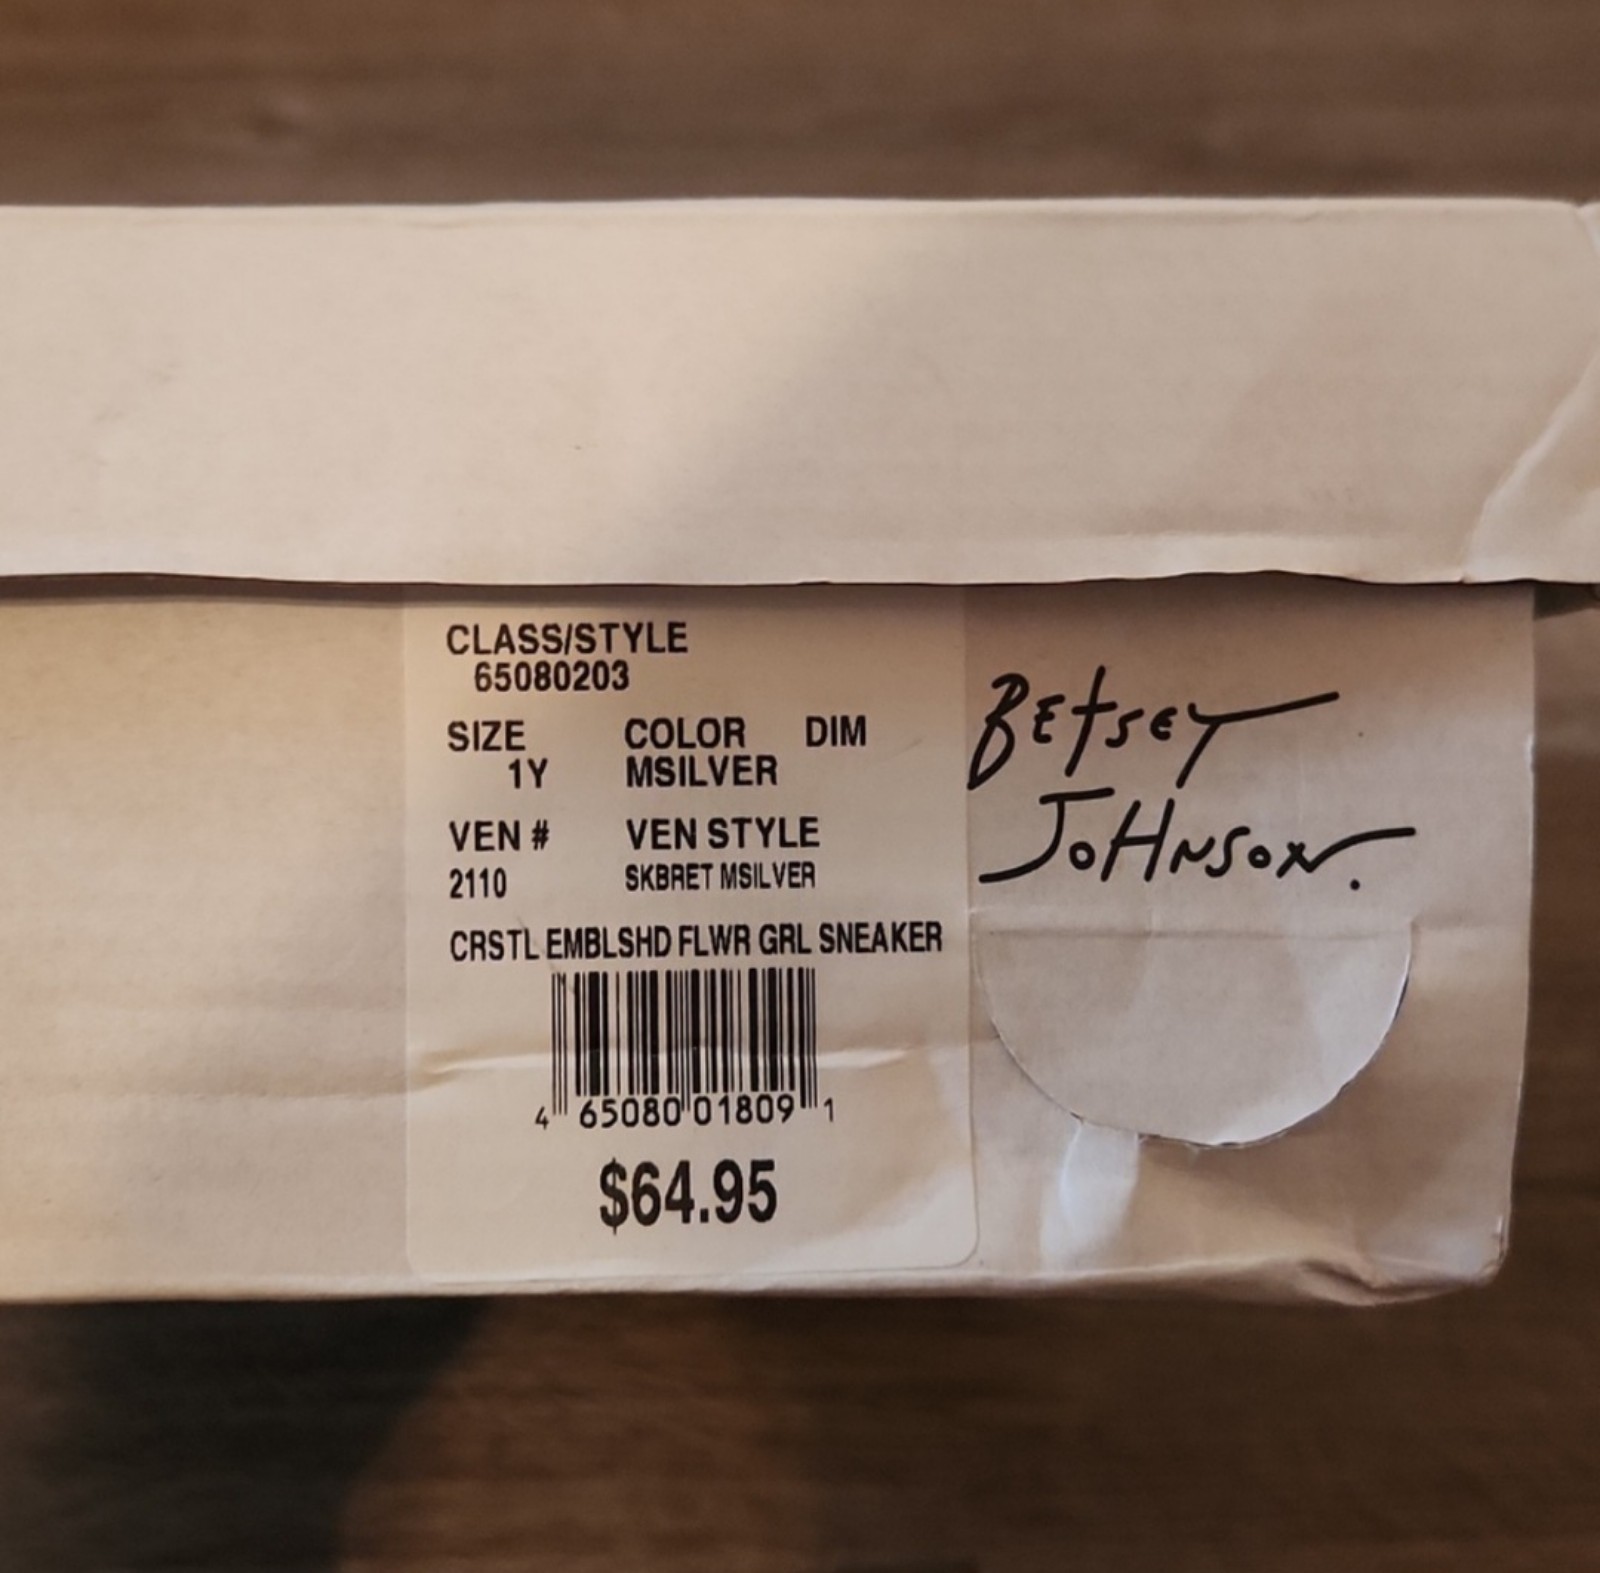 CLASS/STYLE
65080203
SIZE COLOR DIM
1Y MSILVER
VEN # VEN STYLE
2110 SKBRET MSILVER
CRSTL EMBLSHD FLWR GRL SNEAKER
4 65080 01809 1
$64.95
BETSEY
JOHNSON.